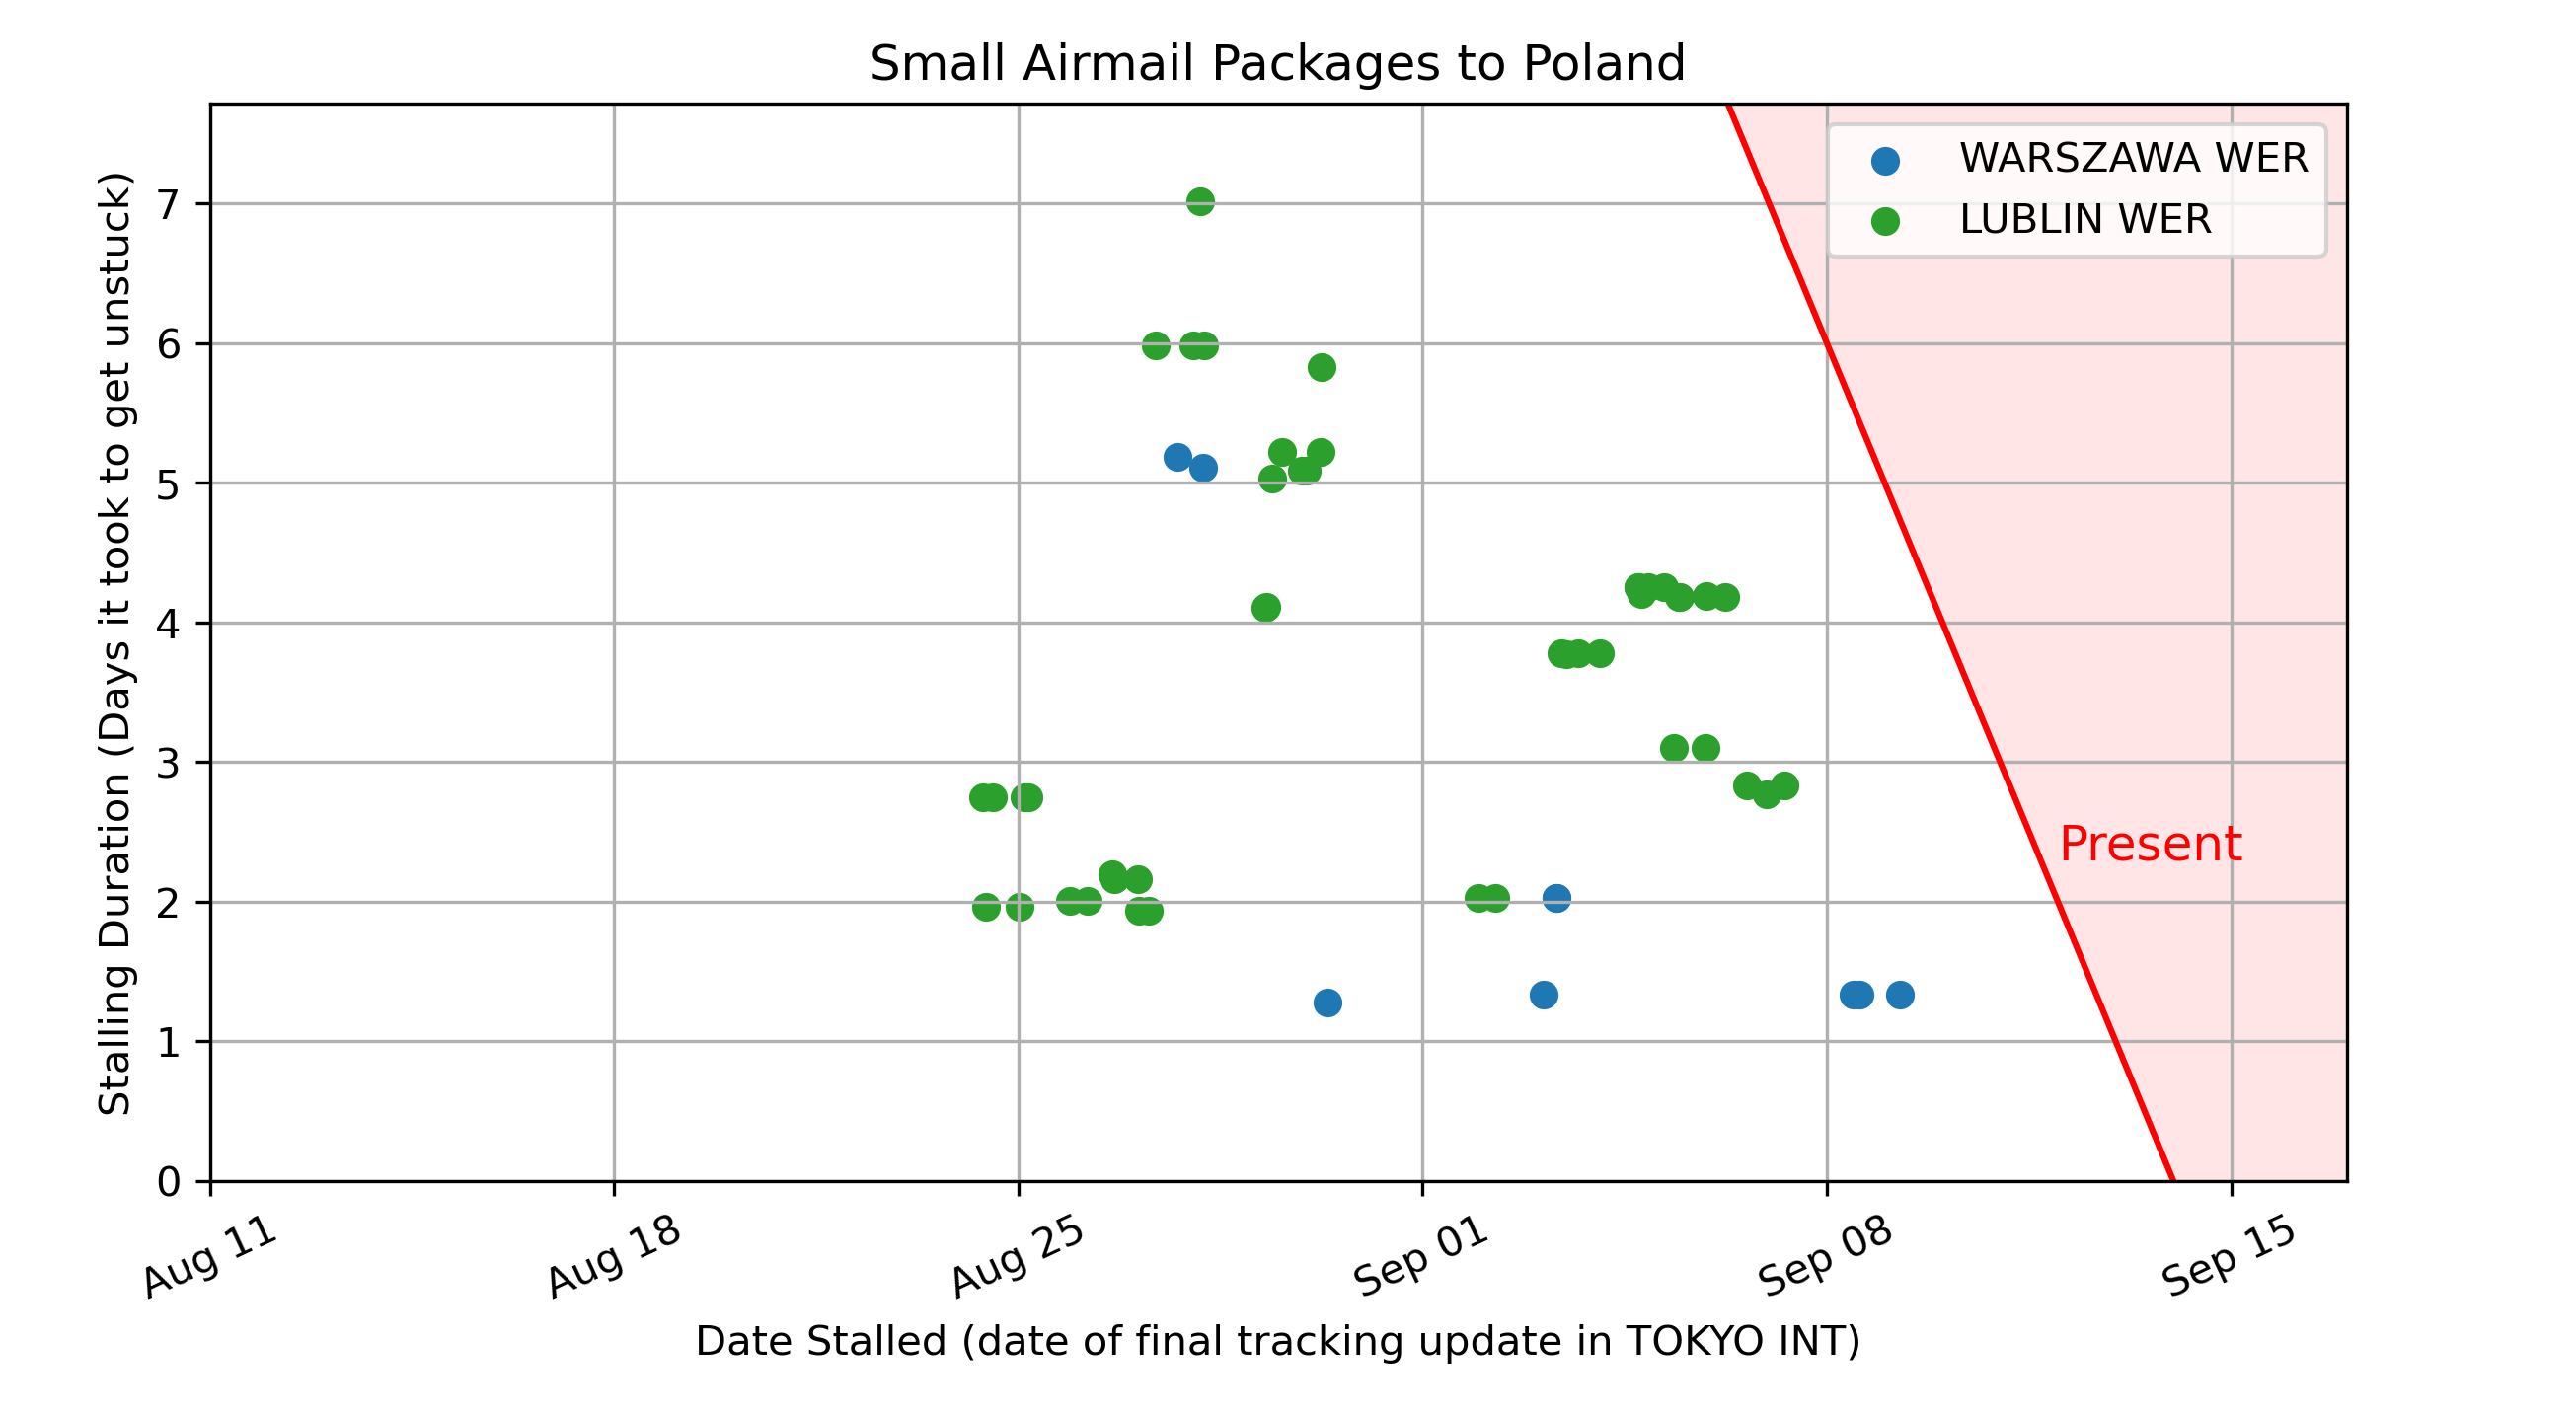 Small Airmail Packages to Poland
WARSZAWA WER
LUBLIN WER
Stalling Duration (Days it took to get unstuck)
7
6
5
4
3
2
1
0
Present
Aug 11
Aug 18
Aug 25
Sep 01
Sep 08
Sep 15
Date Stalled (date of final tracking update in TOKYO INT)